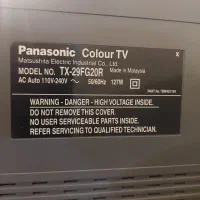 Panasonic Colour TV
X
Matsushita Electric Industrial Co., Ltd.
MODEL NO. TX-29FG20R Made in Malaysia
AC Auto 110V-240V ~ 50/60Hz 127W
WARNING - DANGER - HIGH VOLTAGE INSIDE.
DO NOT REMOVE THIS COVER.
NO USER SERVICEABLE PARTS INSIDE.
REFER SERVICING TO QUALIFIED TECHNICIAN.